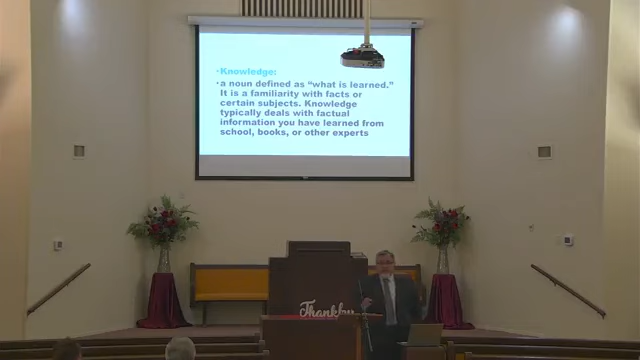 •Knowledge:
•a noun defined as “what is learned.”
It is a familiarity with facts or
certain subjects. Knowledge
typically deals with factual
information you have learned from
school, books, or other experts